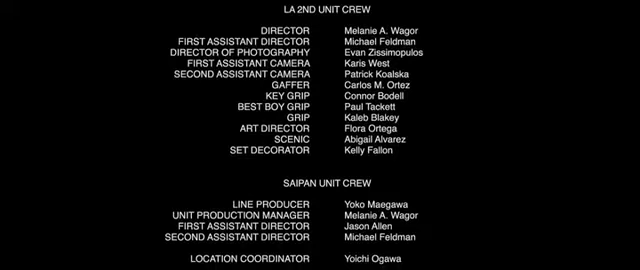 LA 2ND UNIT CREW
DIRECTOR Melanie A. Wagor
FIRST ASSISTANT DIRECTOR Michael Feldman
DIRECTOR OF PHOTOGRAPHY Evan Zissimopulos
FIRST ASSISTANT CAMERA Karis West
SECOND ASSISTANT CAMERA Patrick Koalska
GAFFER Carlos M. Ortez
KEY GRIP Connor Bodell
BEST BOY GRIP Paul Tackett
GRIP Kaleb Blakey
ART DIRECTOR Flora Ortega
SCENIC Abigail Alvarez
SET DECORATOR Kelly Fallon
SAIPAN UNIT CREW
LINE PRODUCER Yoko Maegawa
UNIT PRODUCTION MANAGER Melanie A. Wagor
FIRST ASSISTANT DIRECTOR Jason Allen
SECOND ASSISTANT DIRECTOR Michael Feldman
LOCATION COORDINATOR Yoichi Ogawa